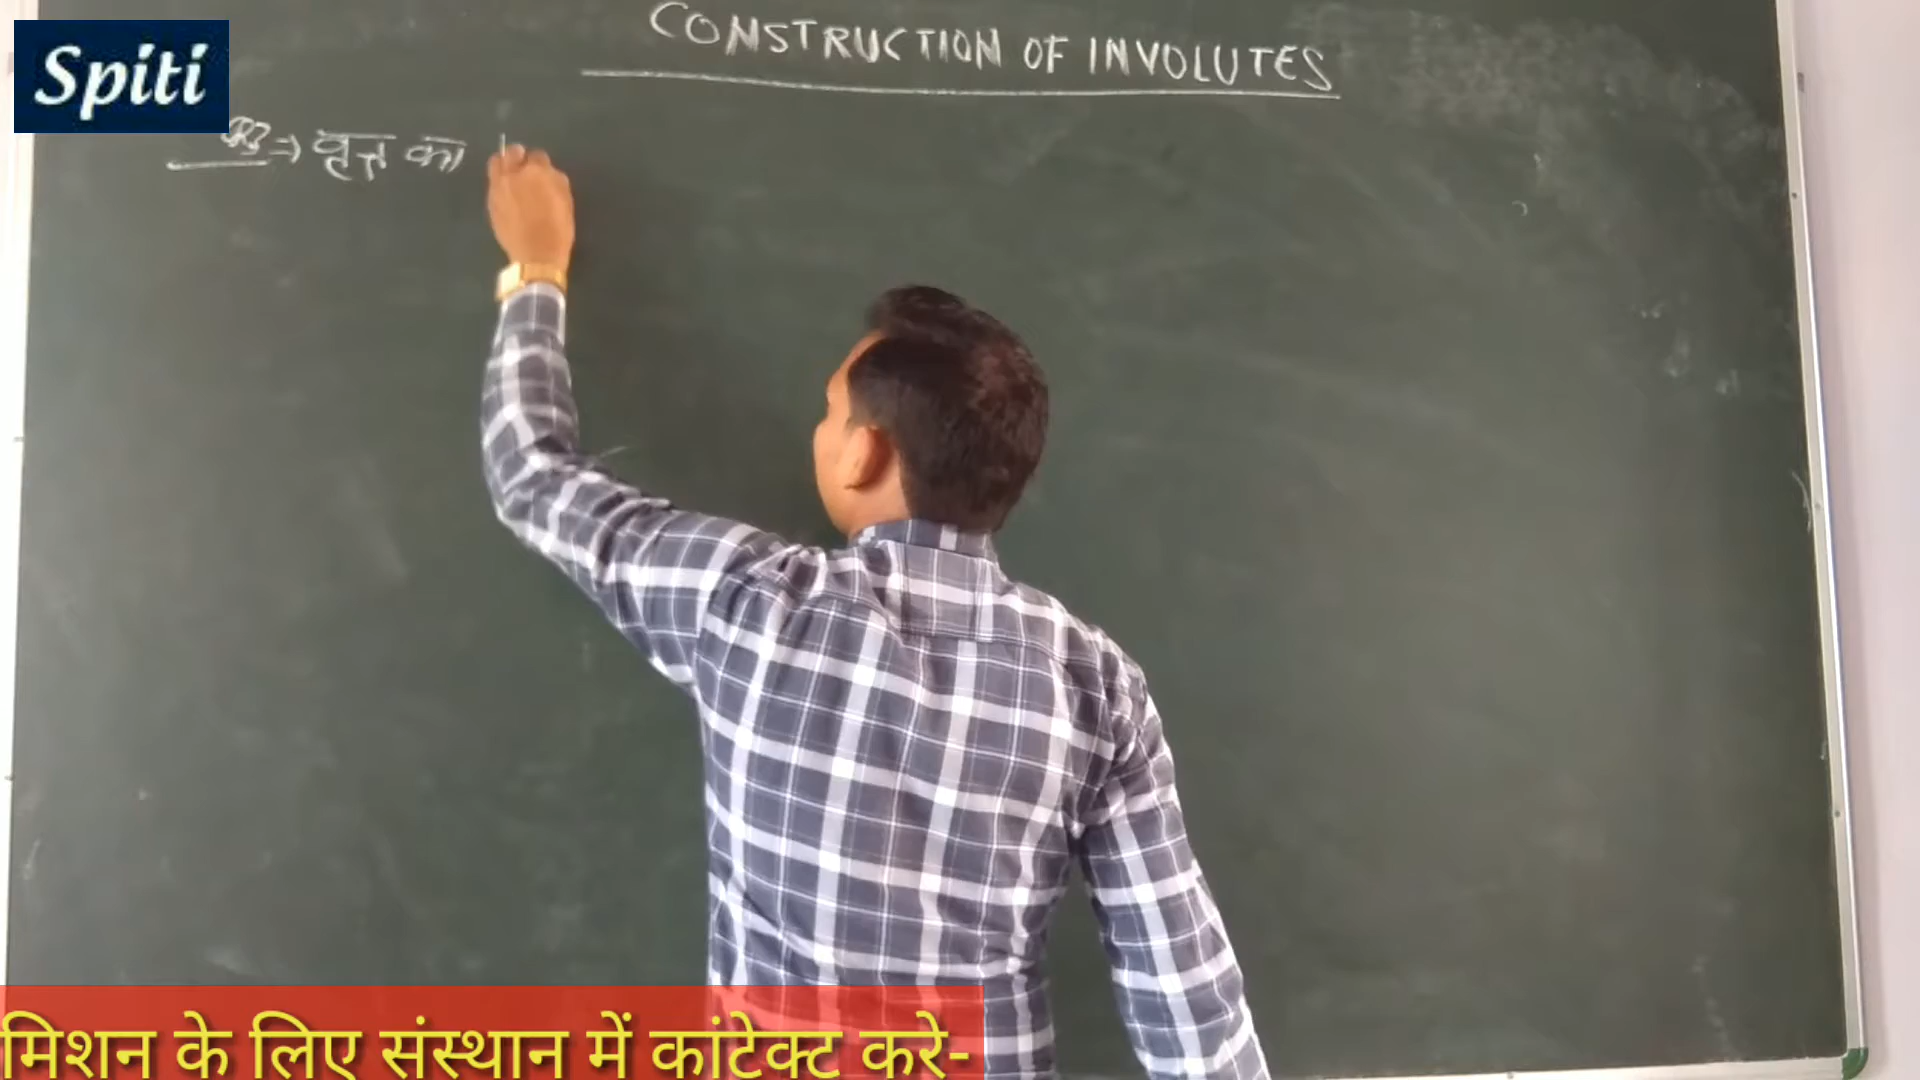 CONSTRUCTION OF INVOLUTES
Spiti
⇒ वृत्त का
मिशन के लिए संस्थान में कांटेक्ट करे-